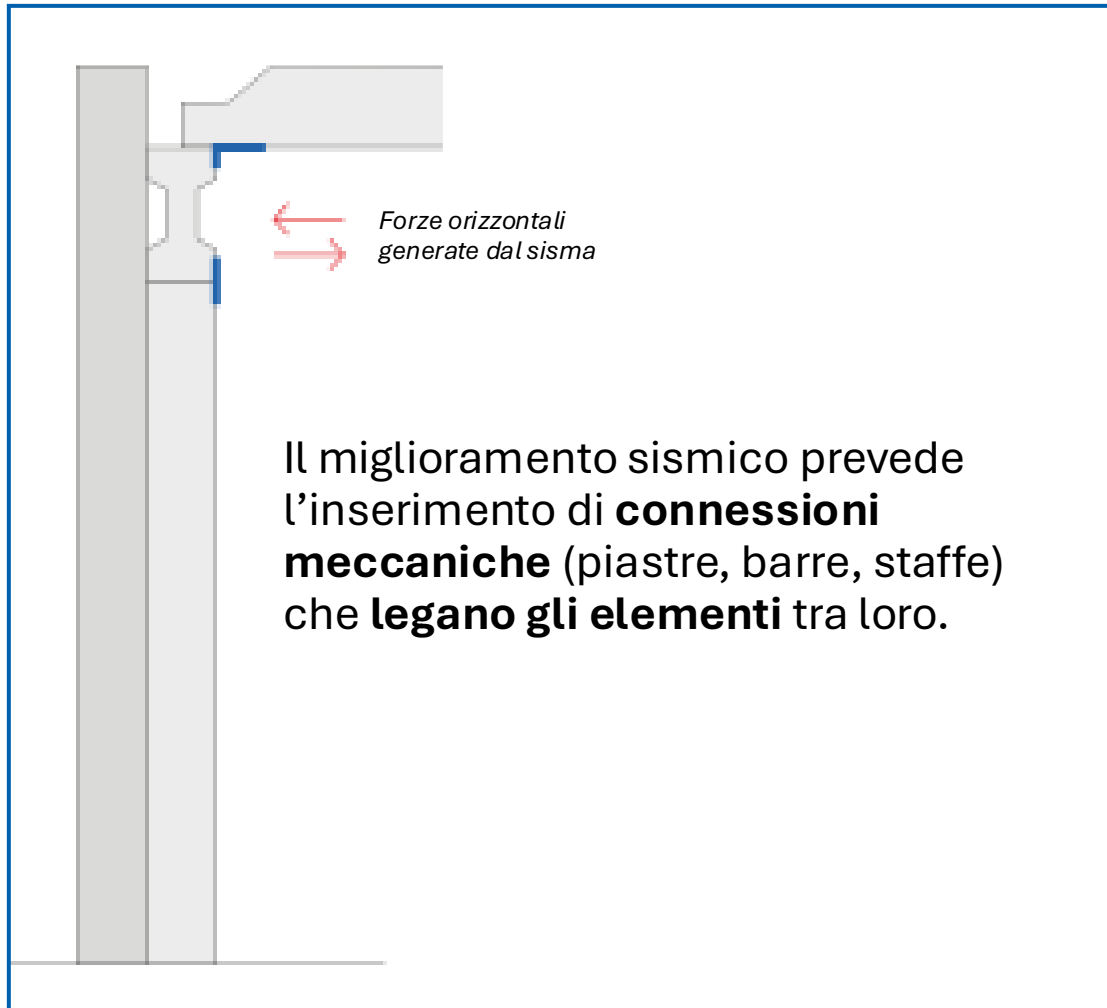 Forze orizzontali
generate dal sisma
Il miglioramento sismico prevede
l’inserimento di connessioni
meccaniche (piastre, barre, staffe)
che legano gli elementi tra loro.